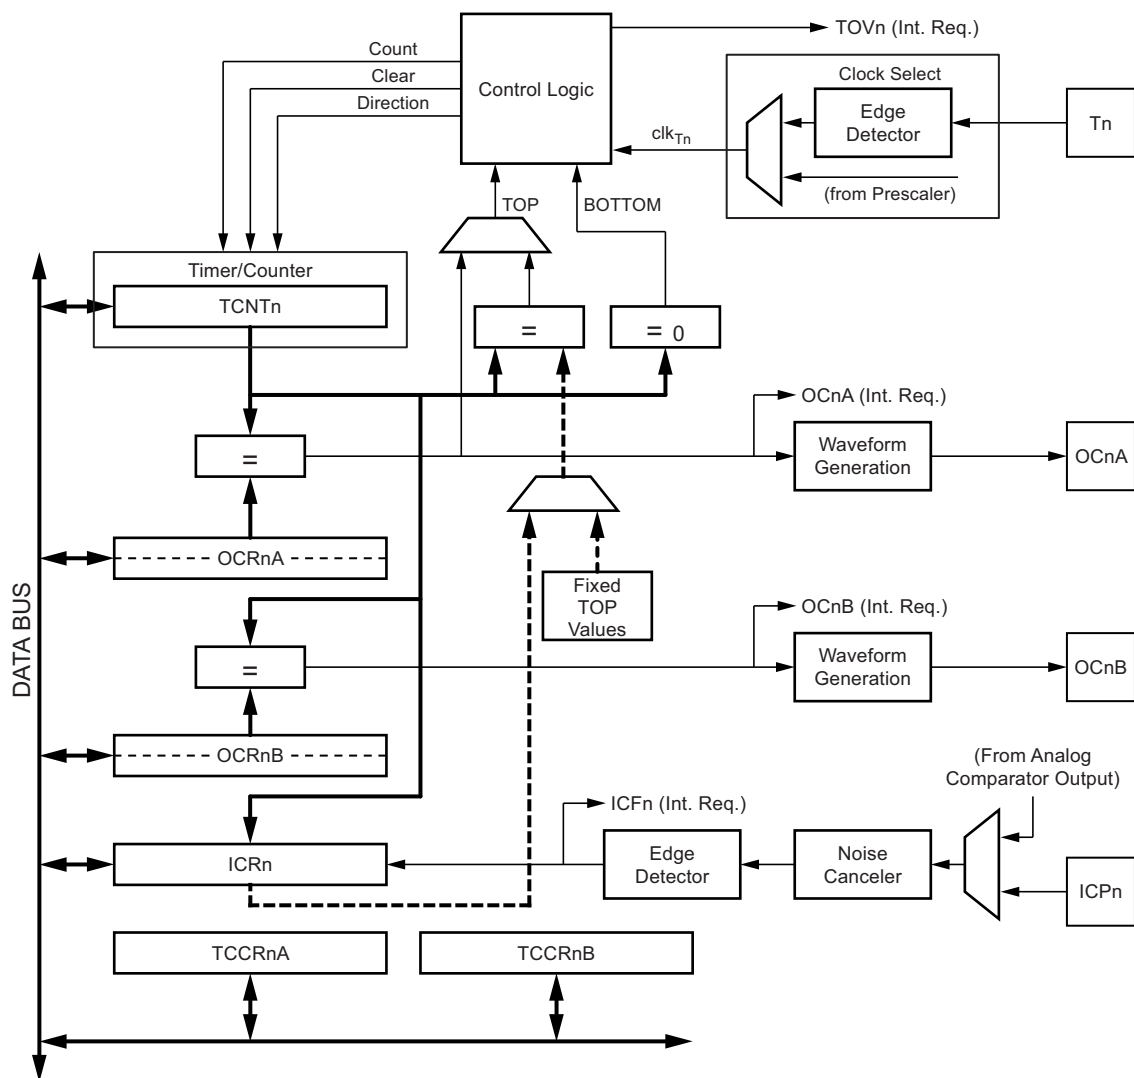 TOVn (Int. Req.)
Count
Clear
Direction
Control Logic
Clock Select
Edge
Detector
Tn
clkTn
(from Prescaler)
TOP
BOTTOM
Timer/Counter
TCNTn
=
= 0
OCnA (Int. Req.)
=
Waveform
Generation
OCnA
OCRnA
Fixed
TOP
Values
DATA BUS
OCnB (Int. Req.)
=
Waveform
Generation
OCnB
OCRnB
(From Analog
Comparator Output)
ICFn (Int. Req.)
ICRn
Edge
Detector
Noise
Canceler
ICPn
TCCRnA
TCCRnB